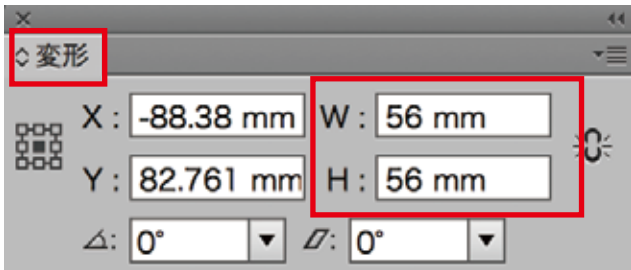 変形
X : -88.38 mm W : 56 mm
Y : 82.761 mm H : 56 mm
0° 0°